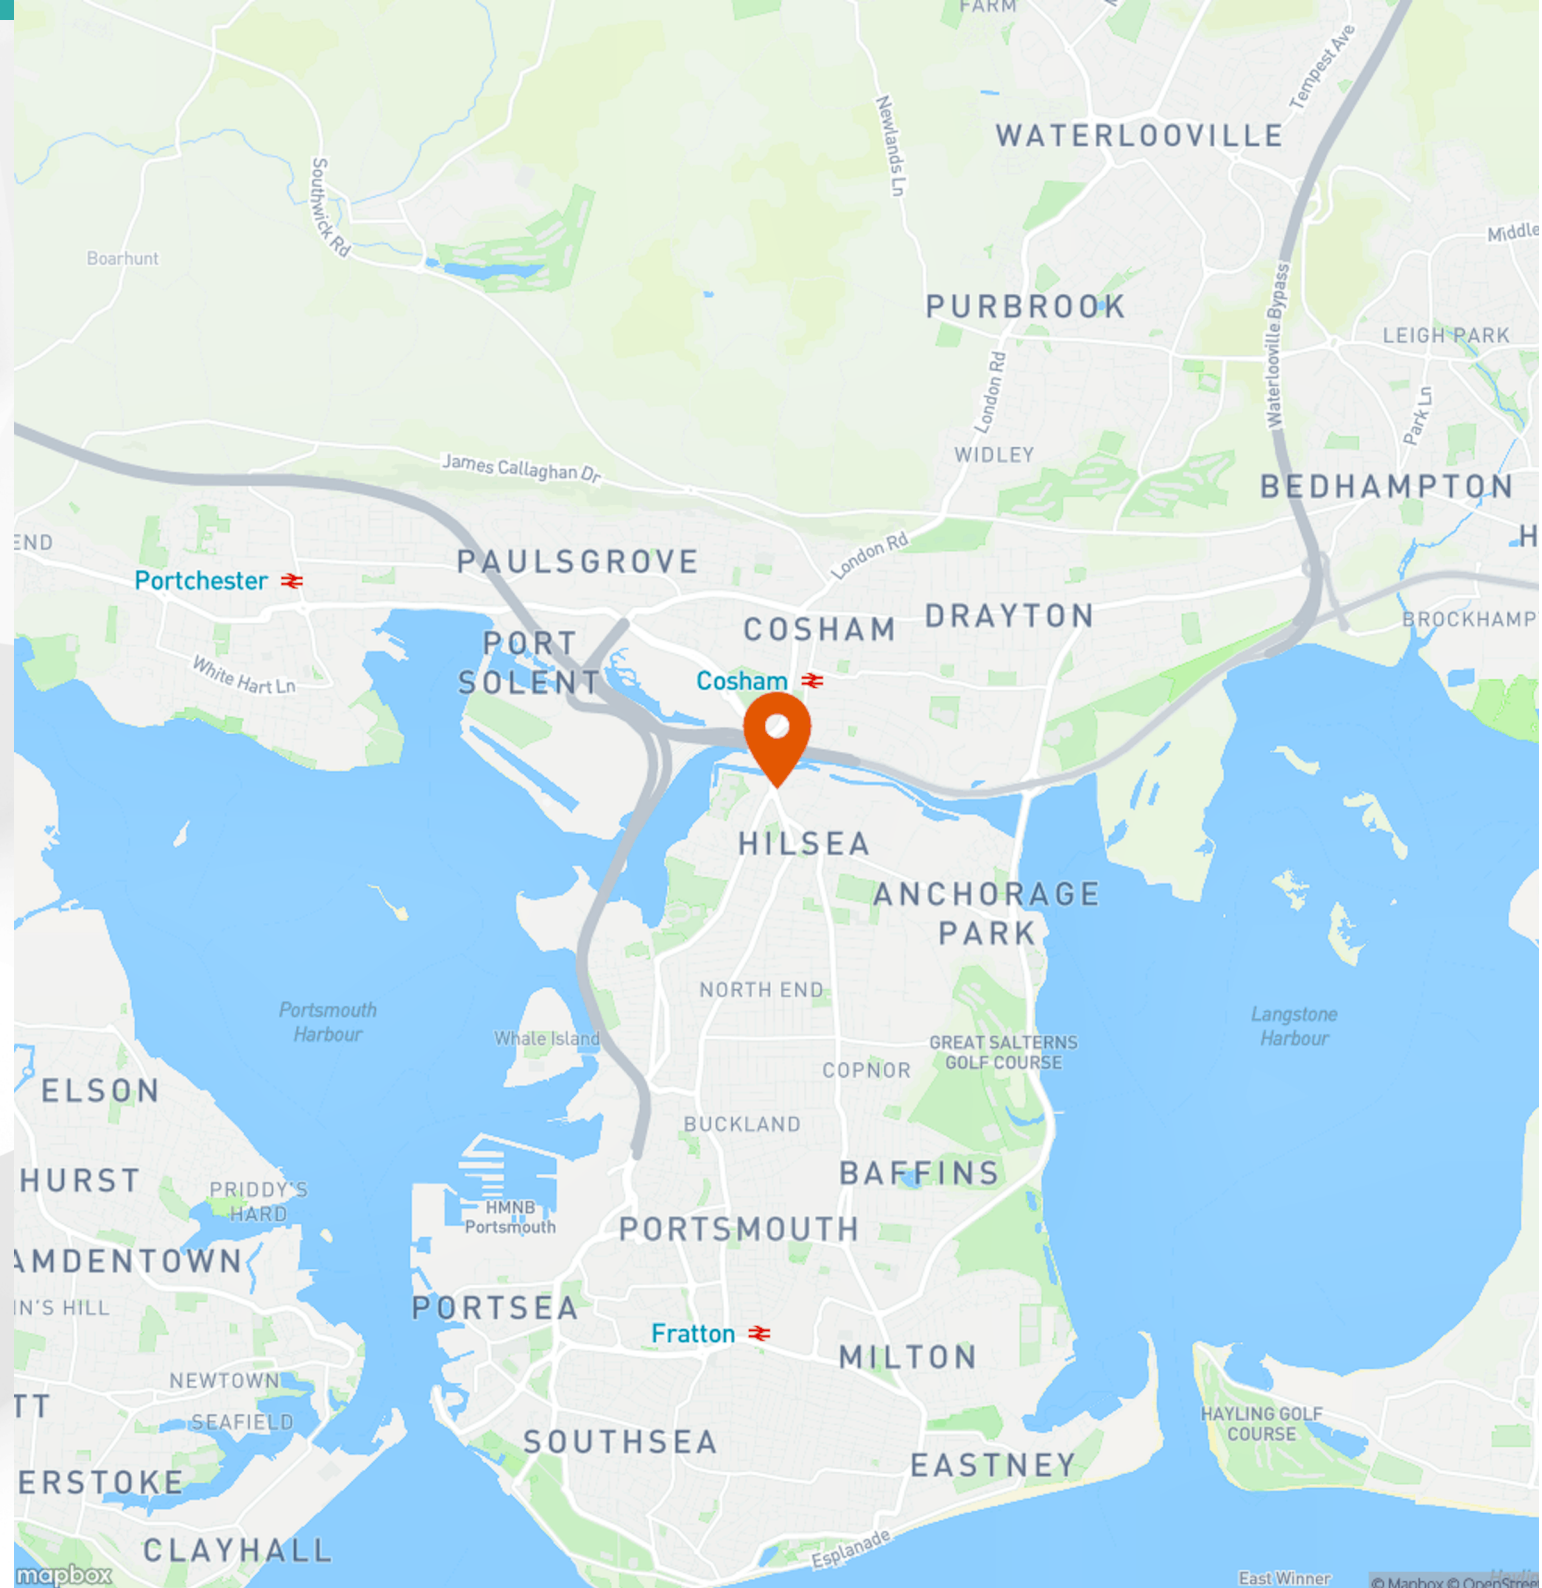 FARM
Tempest Ave
Newlands Ln
WATERLOOVILLE
Southwick Rd
Boarhunt
Middle
Waterlooville Bypass
PURBROOK
LEIGH PARK
London Rd
Park Ln
WIDLEY
James Callaghan Dr
BEDHAMPTON
END
London Rd
H
PAULSGROVE
Portchester
DRAYTON
COSHAM
BROCKHAMP
PORT
SOLENT
White Hart Ln
Cosham
HILSEA
ANCHORAGE
PARK
NORTH END
Portsmouth
Harbour
Langstone
Harbour
Whale Island
GREAT SALTERNS
GOLF COURSE
COPNOR
ELSON
BUCKLAND
HURST
PRIDDY'S
HARD
BAFFINS
HMNB
Portsmouth
PORTSMOUTH
AMDENTOWN
NN'S HILL
PORTSEA
Fratton
MILTON
NEWTOWN
TT
SEAFIELD
HAYLING GOLF
COURSE
SOUTHSEA
EASTNEY
ERSTOKE
CLAYHALL
Esplanade
mapbox
East Winner
© Mapbox © OpenStreet